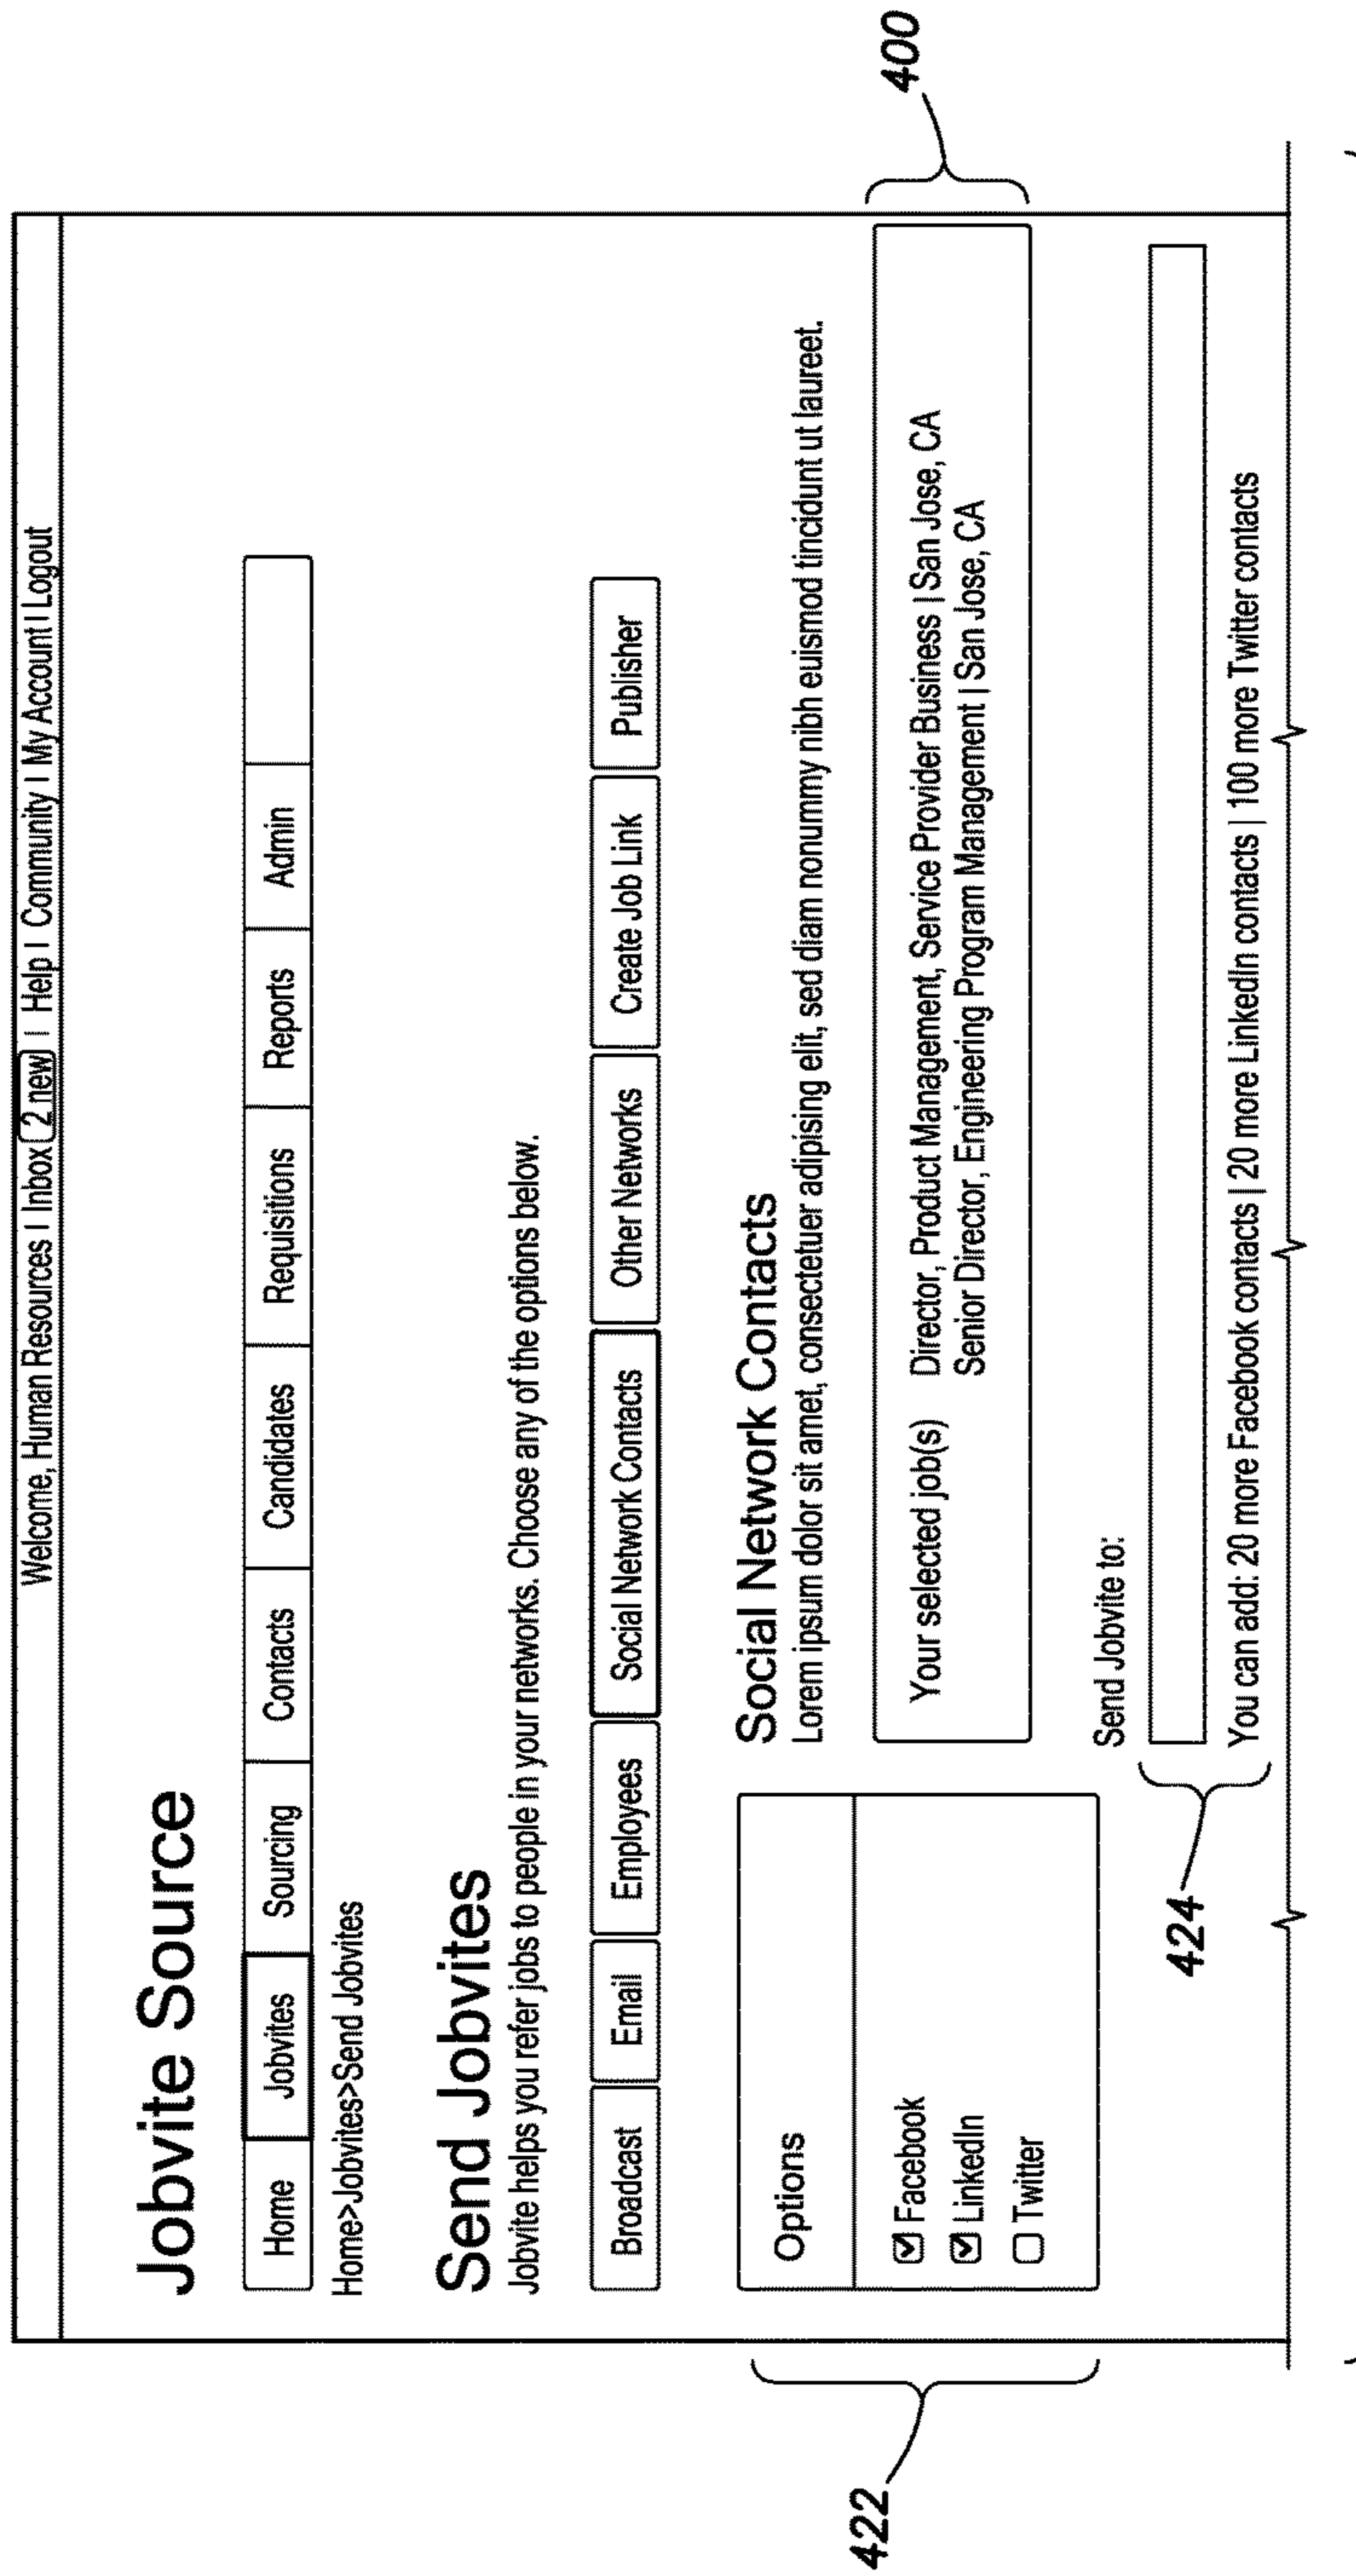 Welcome, Human Resources | Inbox 2 new | Help | Community | My Account | Logout
Jobvite Source
Home Jobvites Sourcing Contacts Candidates Requisitions Reports Admin
Home>Jobvites>Send Jobvites
Send Jobvites
Jobvite helps you refer jobs to people in your networks. Choose any of the options below.
Broadcast Email Employees Social Network Contacts Other Networks Create Job Link Publisher
Options
Facebook
LinkedIn
Twitter
422
Social Network Contacts
Lorem ipsum dolor sit amet, consectetuer adipising elit, sed diam nonummy nibh euismod tincidunt ut laureet.
Your selected job(s) Director, Product Management, Service Provider Business | San Jose, CA
Senior Director, Engineering Program Management | San Jose, CA
400
Send Jobvite to:
424
You can add: 20 more Facebook contacts | 20 more LinkedIn contacts | 100 more Twitter contacts